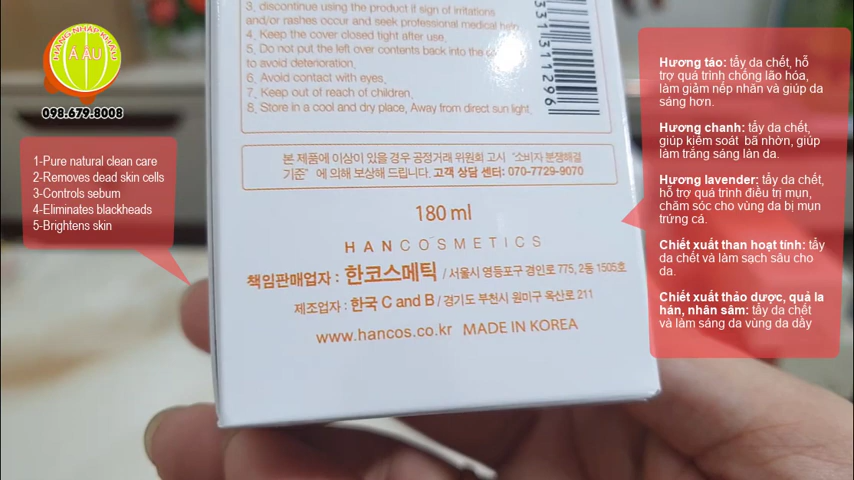 HÀNG NHẬP KHẨU
Á ÂU
098.679.8008
1-Pure natural clean care
2-Removes dead skin cells
3-Controls sebum
4-Eliminates blackheads
5-Brightens skin
3. discontinue using the product if sign of irritations
and/or rashes occur and seek professional medical help
4. Keep the cover closed tight after use.
5. Do not put the left over contents back into the
to avoid deterioration.
6. Avoid contact with eyes.
7. Keep out of reach of children.
8. Store in a cool and dry place, Away from direct sun light.
331 311296
본 제품에 이상이 있을 경우 공정거래 위원회 고시 "소비자 분쟁해결
기준"에 의해 보상해 드립니다. 고객 상담 센터: 070-7729-9070
180 ml
HANCOSMETICS
책임판매업자 : 한코스메틱 / 서울시 영등포구 경인로 775, 2동 1505호
제조업자 : 한국 C and B / 경기도 부천시 원미구 옥산로 211
www.hancos.co.kr MADE IN KOREA
Hương táo: tẩy da chết, hỗ
trợ quá trình chống lão hóa,
làm giảm nếp nhăn và giúp da
sáng hơn.
Hương chanh: tẩy da chết,
giúp kiểm soát bã nhờn, giúp
làm trắng sáng làn da.
Hương lavender: tẩy da chết,
hỗ trợ quá trình điều trị mụn,
chăm sóc cho vùng da bị mụn
trứng cá.
Chiết xuất than hoạt tính: tẩy
da chết và làm sạch sâu cho
da.
Chiết xuất thảo dược, quả la
hán, nhân sâm: tẩy da chết
và làm sáng da vùng da dầy